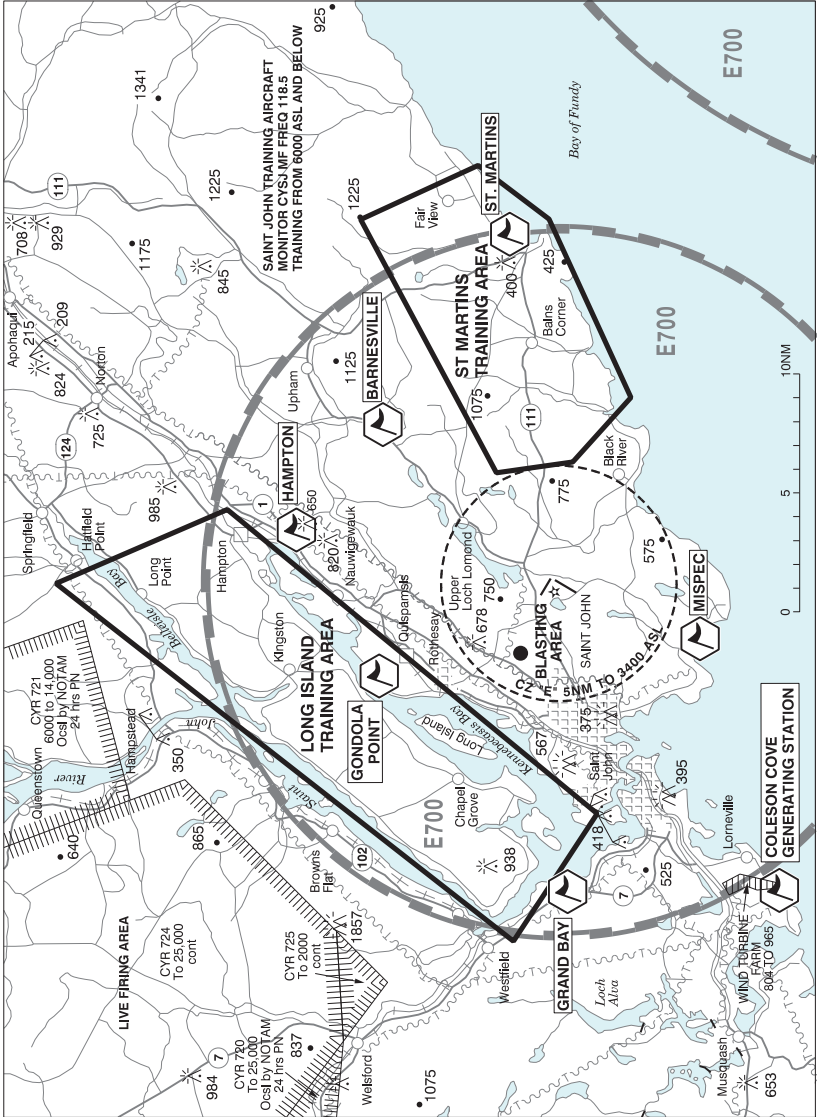 925
1341
E700
111
SAINT JOHN TRAINING AIRCRAFT
MONITOR CYSJ MF FREQ 118.5
TRAINING FROM 6000 ASL AND BELOW
1225
Bay of Fundy
1225
ST. MARTINS
Fair
View
708
929
1175
845
425
400
Apohaqui
215
209
824
Norton
725
124
Upham
1125
BARNESVILLE
ST MARTINS
TRAINING AREA
1075
Balns
Corner
111
E700
10NM
5
0
Springfield
Hatfield
Point
985
Long
Point
Belleisle
Bay
Hampton
1
HAMPTON
650
820
Nauwigewauk
Black
River
775
575
CYR 721
6000 to 14,000
Ocsl by NOTAM
24 hrs PN
Queenstown
River
Hampstead
350
John
Kingston
LONG ISLAND
TRAINING AREA
GONDOLA
POINT
Quispamsis
Rothesay
Upper
Loch Lomond
678
750
BLASTING
AREA
SAINT JOHN
CZ "E" 5NM TO 3400 ASL
MISPEC
640
865
Saint
Long Island
Kennebecasis Bay
567
375
Saint
John
395
Chapel
Grove
E700
938
418
Browns
Flat
102
LIVE FIRING AREA
CYR 724
To 25,000
cont
CYR 725
To 2000
cont
1857
Westfield
GRAND BAY
7
525
Lorneville
COLESON COVE
GENERATING STATION
WIND TURBINE
FARM
804 TO 965
Loch
Alva
Musquash
653
7
984
CYR 720
To 25,000
Ocsl by NOTAM
24 hrs PN
837
Welsford
1075